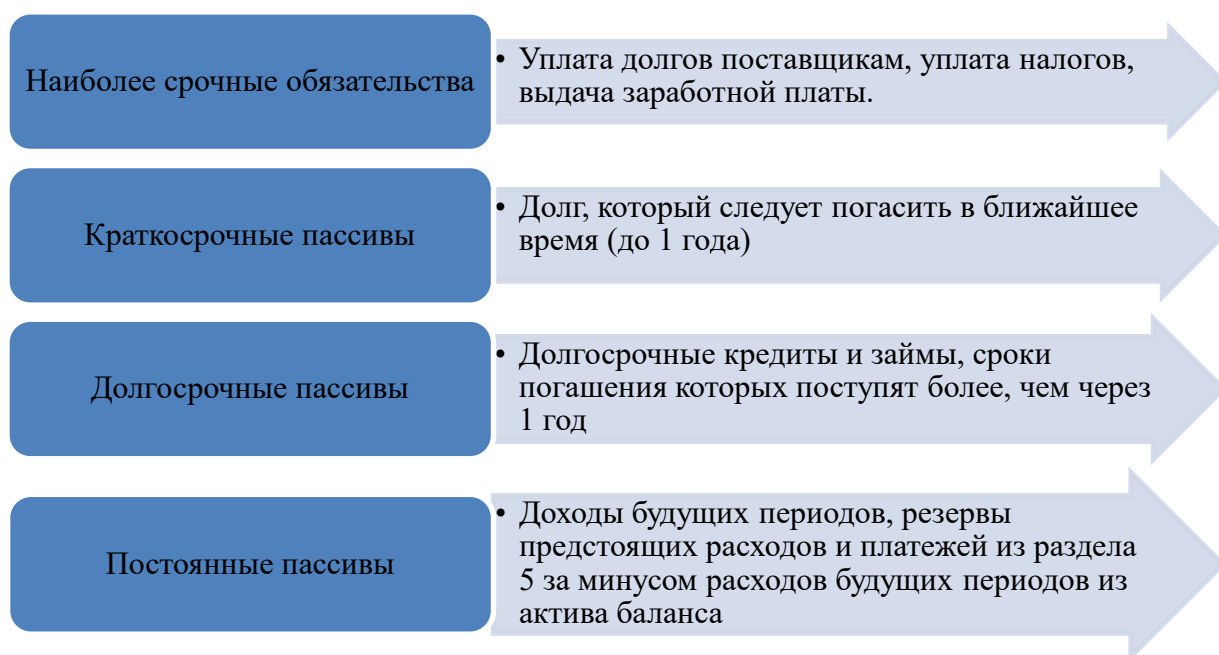 Наиболее срочные обязательства
• Уплата долгов поставщикам, уплата налогов,
выдача заработной платы.
Краткосрочные пассивы
• Долг, который следует погасить в ближайшее
время (до 1 года)
Долгосрочные пассивы
• Долгосрочные кредиты и займы, сроки
погашения которых поступят более, чем через
1 год
Постоянные пассивы
• Доходы будущих периодов, резервы
предстоящих расходов и платежей из раздела
5 за минусом расходов будущих периодов из
актива баланса